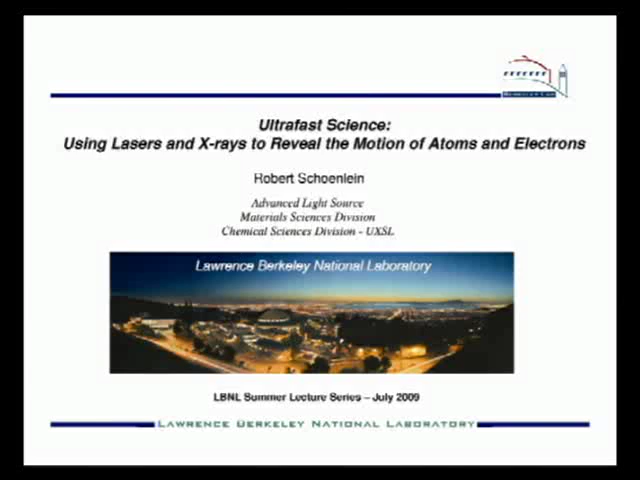 Berkeley Lab
Ultrafast Science:
Using Lasers and X-rays to Reveal the Motion of Atoms and Electrons
Robert Schoenlein
Advanced Light Source
Materials Sciences Division
Chemical Sciences Division - UXSL
Lawrence Berkeley National Laboratory
LBNL Summer Lecture Series – July 2009
LAWRENCE BERKELEY NATIONAL LABORATORY